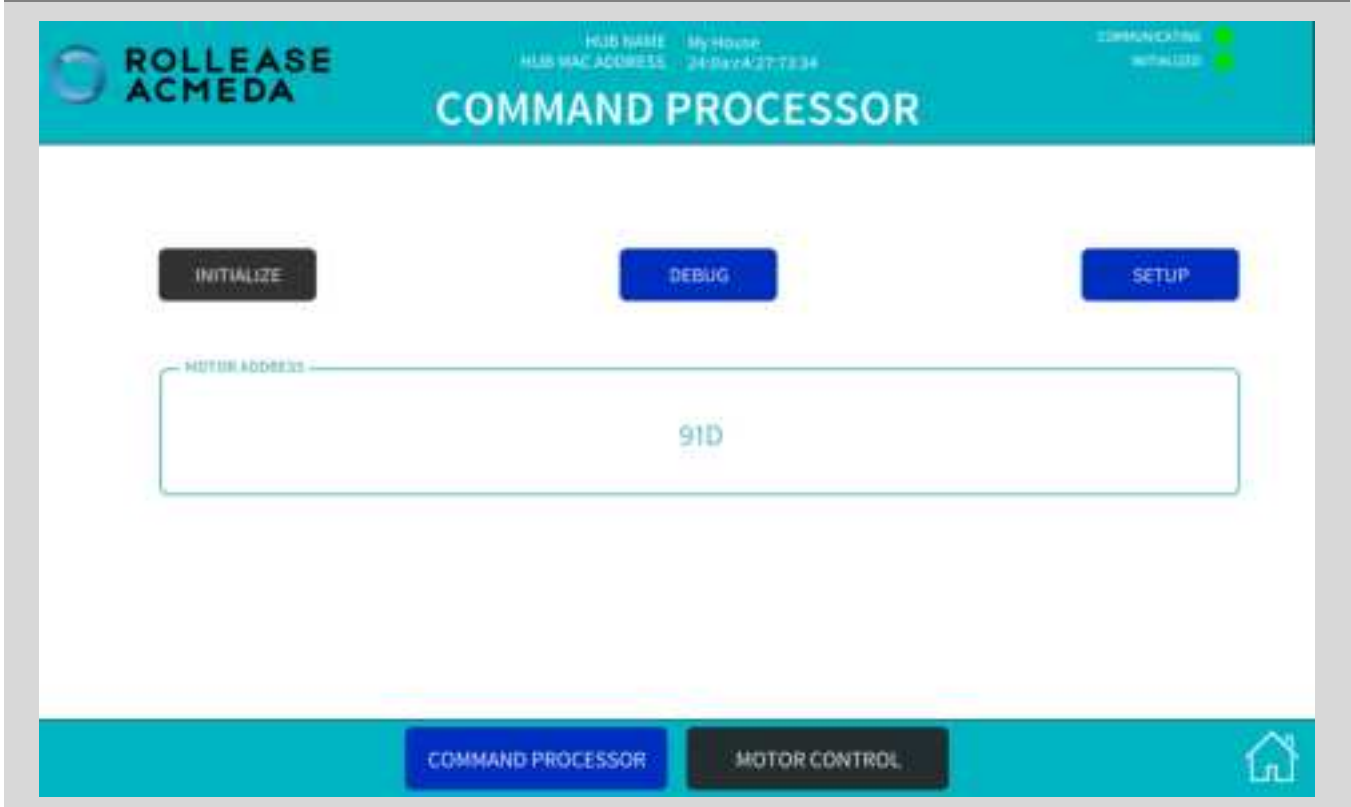 ROLLEASE
ACMEDA
HUB NAME My House
HUB MAC ADDRESS
COMMUNICATING
INITIALIZED
COMMAND PROCESSOR
INITIALIZE
DEBUG
SETUP
MOTOR ADDRESS
91D
COMMAND PROCESSOR
MOTOR CONTROL